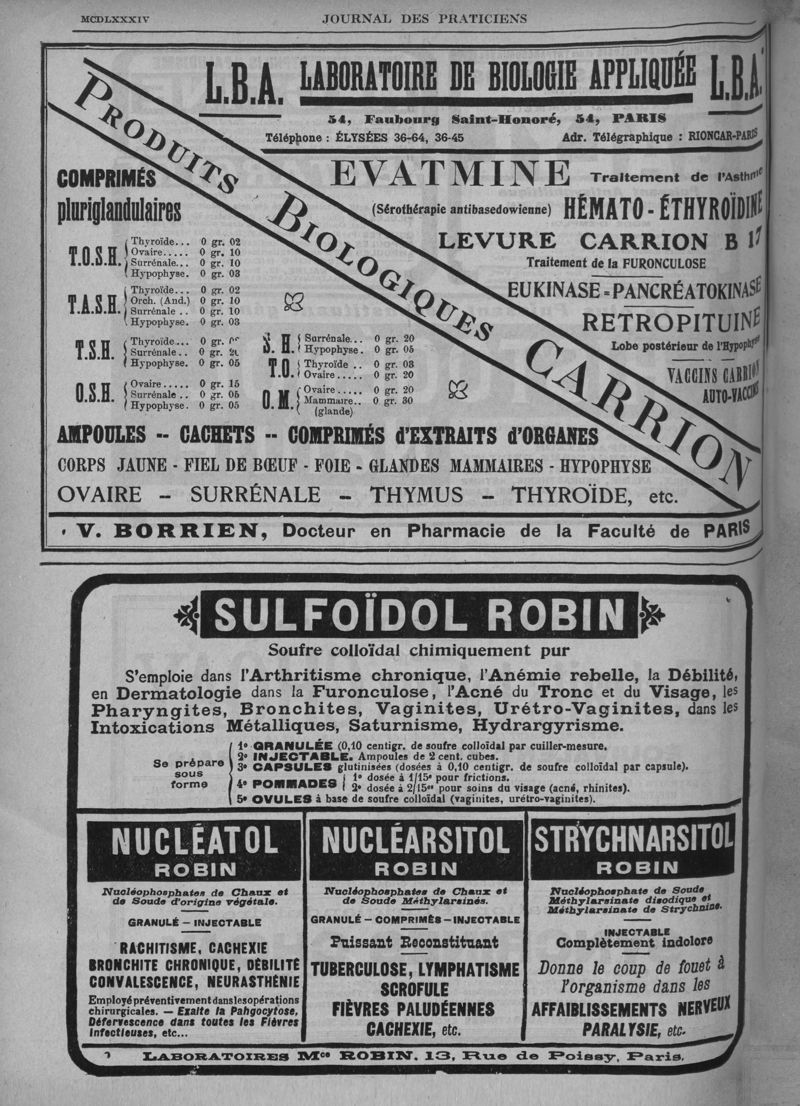 MCDLXXXIV
JOURNAL DES PRATICIENS
L.B.A. LABORATOIRE DE BIOLOGIE APPLIQUÉE L.B.A.
54, Faubourg Saint-Honoré, 54, PARIS
Téléphone : ÉLYSÉES 36-64, 36-45 Adr. Télégraphique : RIONCAR-PARIS
PRODUITS BIOLOGIQUES CARRION
EVATMINE Traitement de l'Asthme
(Sérothérapie antibasedowienne) HÉMATO-ÉTHYROÏDINE
LEVURE CARRION B 17
Traitement de la FURONCULOSE
EUKINASE-PANCRÉATOKINASE
RETROPITUINE
Lobe postérieur de l'Hypophyse
VACCINS CARRION
AUTO-VACCINS
COMPRIMÉS
pluriglandulaires
T.O.S.H.
Thyroïde... 0 gr. 02
Ovaire..... 0 gr. 10
Surrénale... 0 gr. 10
Hypophyse. 0 gr. 03
T.A.S.H.
Thyroïde... 0 gr. 02
Orch. (And.) 0 gr. 10
Surrénale .. 0 gr. 10
Hypophyse. 0 gr. 03
T.S.H.
Thyroïde.... 0 gr.
Surrénale .. 0 gr.
Hypophyse. 0 gr. 05
O.S.H.
Ovaire..... 0 gr. 15
Surrénale .. 0 gr. 05
Hypophyse. 0 gr. 05
S. H.
Surrénale... 0 gr. 20
Hypophyse. 0 gr. 05
T.O.
Thyroïde .. 0 gr. 03
Ovaire..... 0 gr. 20
O.M.
Ovaire..... 0 gr. 20
Mammaire.. 0 gr. 30
(glande)
AMPOULES -- CACHETS -- COMPRIMÉS d'EXTRAITS d'ORGANES
CORPS JAUNE - FIEL DE BŒUF - FOIE - GLANDES MAMMAIRES - HYPOPHYSE
OVAIRE – SURRÉNALE – THYMUS – THYROÏDE, etc.
V. BORRIEN, Docteur en Pharmacie de la Faculté de PARIS
SULFOÏDOL ROBIN
Soufre colloïdal chimiquement pur
S'emploie dans l'Arthritisme chronique, l'Anémie rebelle, la Débilité,
en Dermatologie dans la Furonculose, l'Acné du Tronc et du Visage, les
Pharyngites, Bronchites, Vaginites, Urétro-Vaginites, dans les
Intoxications Métalliques, Saturnisme, Hydrargyrisme.
Se prépare
sous
forme
1º GRANULÉE (0,10 centigr. de soufre colloïdal par cuiller-mesure.
2º INJECTABLE. Ampoules de 2 cent. cubes.
3º CAPSULES glutinisées (dosées à 0,10 centigr. de soufre colloïdal par capsule).
4º POMMADES
1º dosée à 1/15º pour frictions.
2º dosée à 2/15ºˢ pour soins du visage (acné, rhinites).
5º OVULES à base de soufre colloïdal (vaginites, urétro-vaginites).
NUCLÉATOL
ROBIN
Nucléophosphates de Chaux et
de Soude d'origine végétale.
GRANULÉ – INJECTABLE
RACHITISME, CACHEXIE
BRONCHITE CHRONIQUE, DÉBILITÉ
CONVALESCENCE, NEURASTHÉNIE
Employé préventivement dans les opérations
chirurgicales. – Exalte la Pahgocytose,
Défervescence dans toutes les Fièvres
infectieuses, etc...
NUCLÉARSITOL
ROBIN
Nucléophosphates de Chaux et
de Soude Méthylarsinés.
GRANULÉ – COMPRIMÉS – INJECTABLE
Puissant Reconstituant
TUBERCULOSE, LYMPHATISME
SCROFULE
FIÈVRES PALUDÉENNES
CACHEXIE, etc.
STRYCHNARSITOL
ROBIN
Nucléophosphate de Soude
Méthylarsinate disodique et
Méthylarsinate de Strychnine.
INJECTABLE
Complètement indolore
Donne le coup de fouet à
l'organisme dans les
AFFAIBLISSEMENTS NERVEUX
PARALYSIE, etc.
LABORATOIRES Mce ROBIN, 13, Rue de Poissy, Paris.